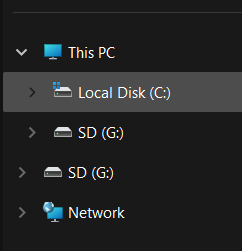 This PC
Local Disk (C:)
SD (G:)
SD (G:)
Network